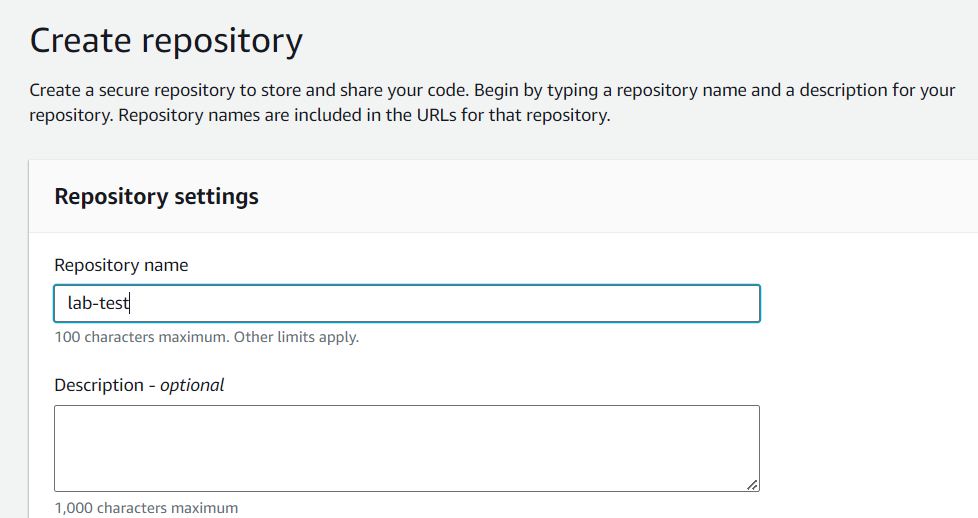 Create repository
Create a secure repository to store and share your code. Begin by typing a repository name and a description for your
repository. Repository names are included in the URLs for that repository.
Repository settings
Repository name
lab-test
100 characters maximum. Other limits apply.
Description - optional
1,000 characters maximum